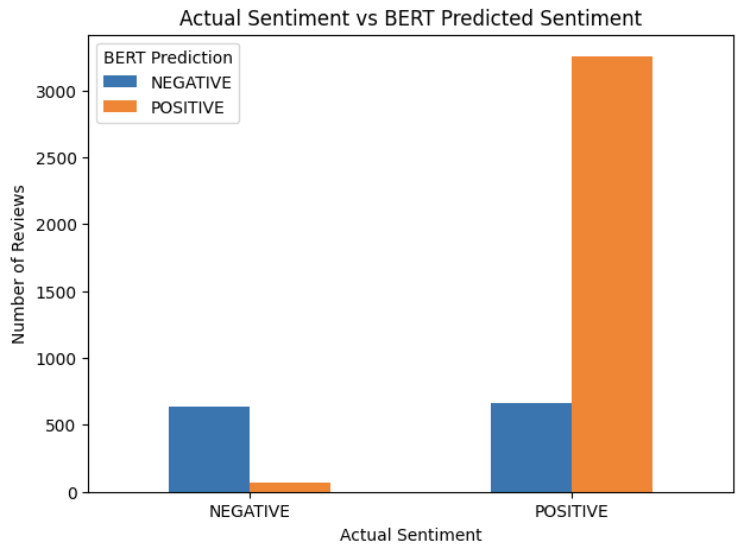 Actual Sentiment vs BERT Predicted Sentiment
BERT Prediction
NEGATIVE
POSITIVE
Number of Reviews
3000
2500
2000
1500
1000
500
0
NEGATIVE
POSITIVE
Actual Sentiment